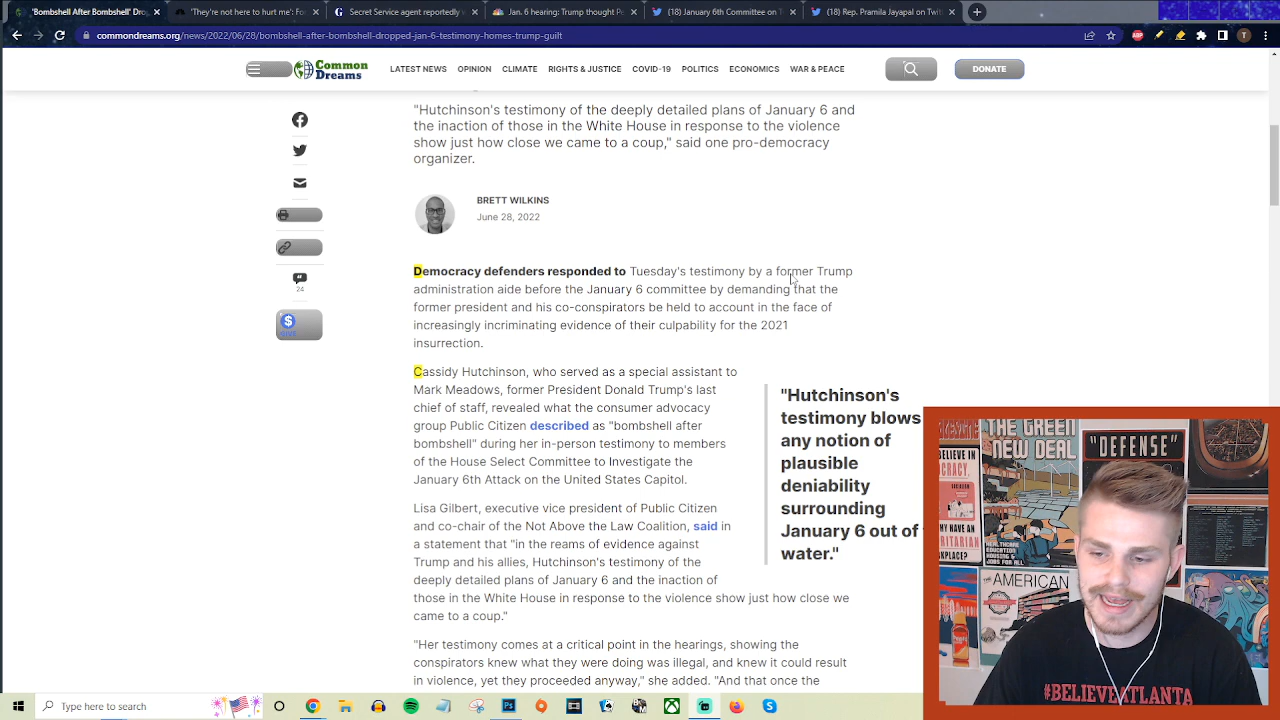 'Bombshell After Bombshell' Dro
'They're not here to hurt me': Fo
Secret Service agent reportedly
Jan. 6 hearing: Trump thought P
(18) January 6th Committee on T
(18) Rep. Pramila Jayapal on Twi
commondreams.org/news/2022/06/28/bombshell-after-bombshell-dropped-jan-6-testimony-homes-trump-guilt
ABP
T
Common
Dreams
LATEST NEWS OPINION CLIMATE RIGHTS & JUSTICE COVID-19 POLITICS ECONOMICS WAR & PEACE
DONATE
"Hutchinson's testimony of the deeply detailed plans of January 6 and
the inaction of those in the White House in response to the violence
show just how close we came to a coup," said one pro-democracy
organizer.
BRETT WILKINS
June 28, 2022
24
Democracy defenders responded to Tuesday's testimony by a former Trump
administration aide before the January 6 committee by demanding that the
former president and his co-conspirators be held to account in the face of
increasingly incriminating evidence of their culpability for the 2021
insurrection.
Cassidy Hutchinson, who served as a special assistant to
Mark Meadows, former President Donald Trump's last
chief of staff, revealed what the consumer advocacy
group Public Citizen described as "bombshell after
bombshell" during her in-person testimony to members
of the House Select Committee to Investigate the
January 6th Attack on the United States Capitol.
"Hutchinson's
testimony blows
any notion of
plausible
deniability
surrounding
January 6 out of
water."
Lisa Gilbert, executive vice president of Public Citizen
and co-chair of the Not Above the Law Coalition, said in
a statement that "in the reams of evidence against
Trump and his allies, Hutchinson's testimony of the
deeply detailed plans of January 6 and the inaction of
those in the White House in response to the violence show just how close we
came to a coup."
"Her testimony comes at a critical point in the hearings, showing the
conspirators knew what they were doing was illegal, and knew it could result
in violence, yet they proceeded anyway," she added. "And that once the
THE GREEN
NEW DEAL
"DEFENSE"
BELIEVE IN
HEALTHCARE
EDUCATION
HOUSING &
JOBS FOR ALL
AMERICAN
#BELIEVEATLANTA
Type here to search